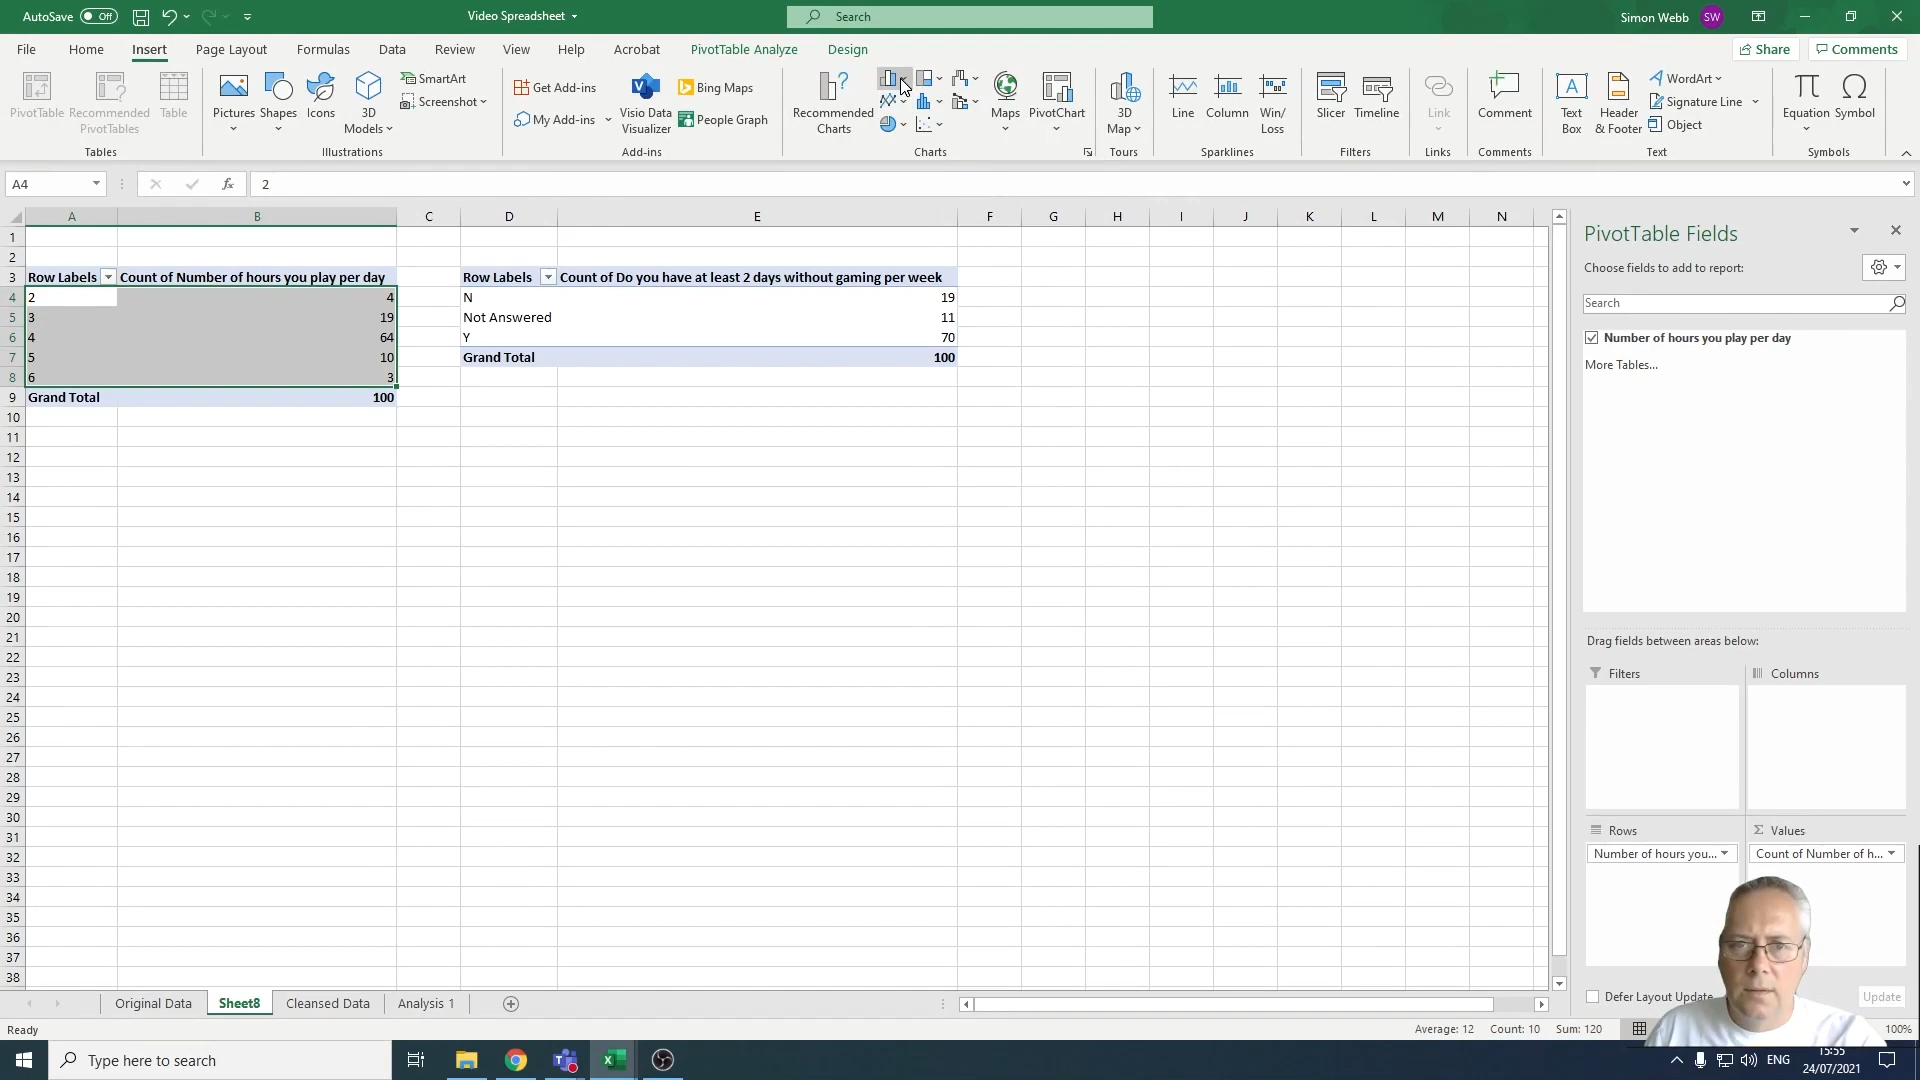 AutoSave Off
Video Spreadsheet
Search
Simon Webb SW
File Home Insert Page Layout Formulas Data Review View Help Acrobat PivotTable Analyze Design Share Comments
PivotTable
Recommended PivotTables
Table
Tables
Pictures
Shapes
Icons
3D Models
SmartArt
Screenshot
Illustrations
Get Add-ins
My Add-ins
Visio Data Visualizer
Bing Maps
People Graph
Add-ins
Recommended Charts
Maps
PivotChart
Charts
3D Map
Tours
Line
Column
Win/Loss
Sparklines
Slicer
Timeline
Filters
Link
Links
Comment
Comments
Text Box
Header & Footer
WordArt
Signature Line
Object
Text
Equation
Symbol
Symbols
A4 fx 2
A B C D E F G H I J K L M N
1
2
3 Row Labels Count of Number of hours you play per day Row Labels Count of Do you have at least 2 days without gaming per week
4 2 4 N 19
5 3 19 Not Answered 11
6 4 64 Y 70
7 5 10 Grand Total 100
8 6 3
9 Grand Total 100
10
11
12
13
14
15
16
17
18
19
20
21
22
23
24
25
26
27
28
29
30
31
32
33
34
35
36
37
38
PivotTable Fields
Choose fields to add to report:
Search
Number of hours you play per day
More Tables...
Drag fields between areas below:
Filters
Columns
Rows
Values
Number of hours you...
Count of Number of h...
Defer Layout Update
Update
Original Data Sheet8 Cleansed Data Analysis 1
Ready
Average: 12 Count: 10 Sum: 120
100%
Type here to search
ENG
15:55
24/07/2021